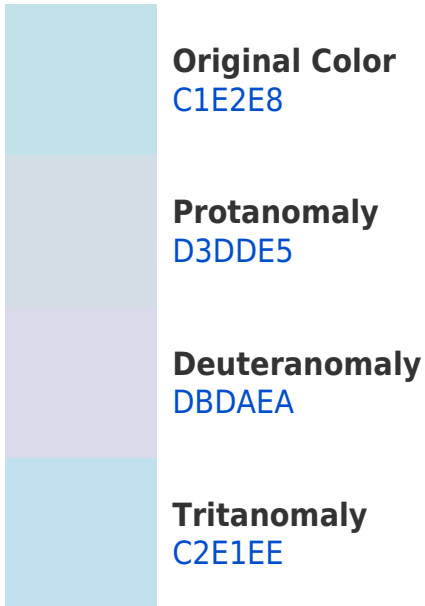 Original Color
C1E2E8
Protanomaly
D3DDE5
Deuteranomaly
DBDAEA
Tritanomaly
C2E1EE